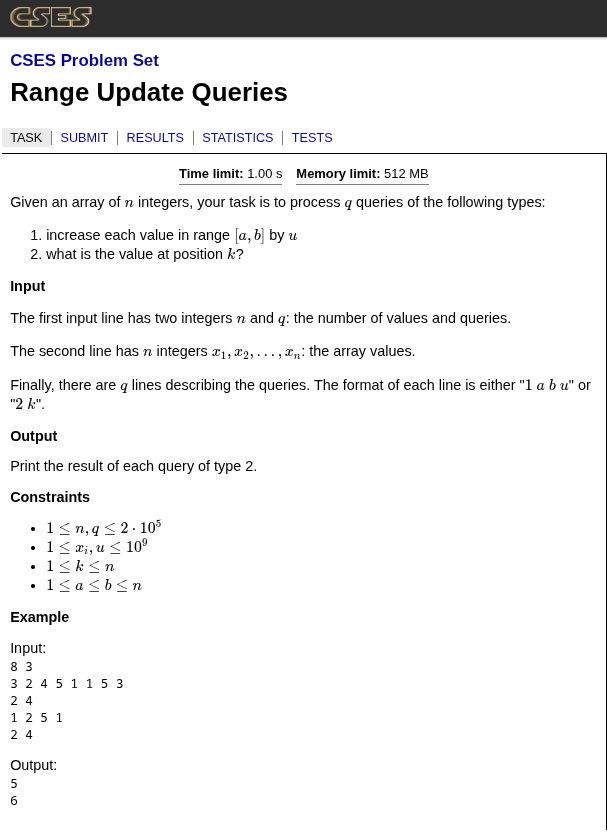 CSES
CSES Problem Set
Range Update Queries
TASK | SUBMIT | RESULTS | STATISTICS | TESTS
Time limit: 1.00 s Memory limit: 512 MB
Given an array of n integers, your task is to process q queries of the following types:
1. increase each value in range [a, b] by u
2. what is the value at position k?
Input
The first input line has two integers n and q: the number of values and queries.
The second line has n integers x₁, x₂, . . . , xₙ: the array values.
Finally, there are q lines describing the queries. The format of each line is either "1 a b u" or
"2 k".
Output
Print the result of each query of type 2.
Constraints
• 1 ≤ n, q ≤ 2 · 10⁵
• 1 ≤ xᵢ, u ≤ 10⁹
• 1 ≤ k ≤ n
• 1 ≤ a ≤ b ≤ n
Example
Input:
8 3
3 2 4 5 1 1 5 3
2 4
1 2 5 1
2 4
Output:
5
6